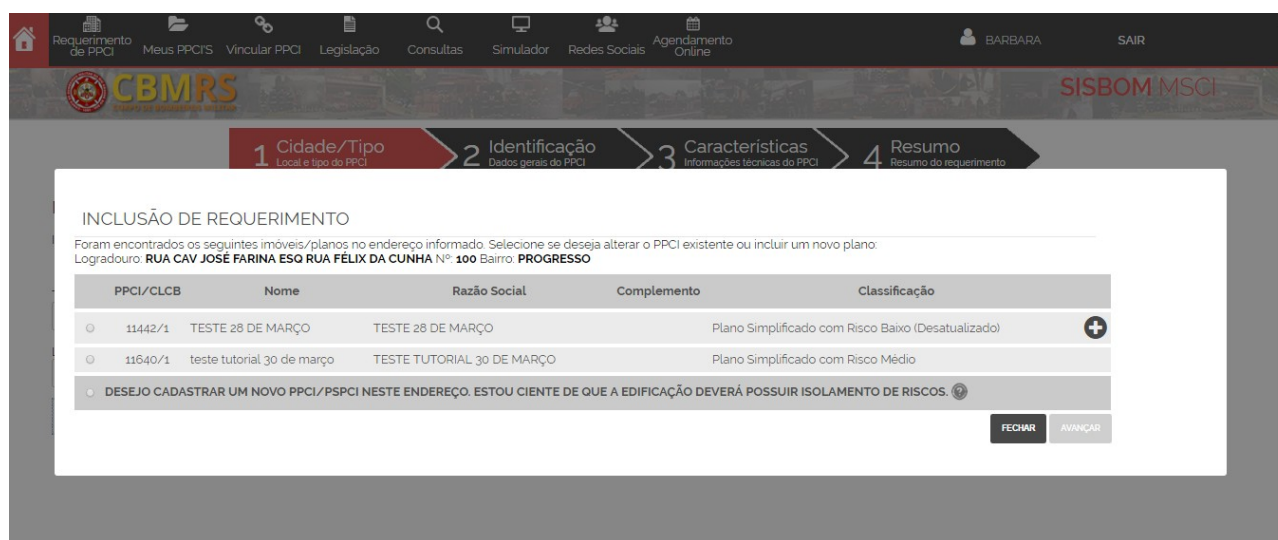 Requerimento de PPCI
Meus PPCI'S
Vincular PPCI
Legislação
Consultas
Simulador
Redes Sociais
Agendamento Online
BARBARA
SAIR
CBMRS
SISBOM MSCI
1 Cidade/Tipo
Local e tipo do PPCI
2 Identificação
Dados gerais do PPCI
3 Características
Informações técnicas do PPCI
4 Resumo
Resumo do requerimento
INCLUSÃO DE REQUERIMENTO
Foram encontrados os seguintes imóveis/planos no endereço informado. Selecione se deseja alterar o PPCI existente ou incluir um novo plano:
Logradouro: RUA CAV JOSÉ FARINA ESQ RUA FÉLIX DA CUNHA Nº: 100 Bairro: PROGRESSO
PPCI/CLCB Nome Razão Social Complemento Classificação
11442/1 TESTE 28 DE MARÇO TESTE 28 DE MARÇO Plano Simplificado com Risco Baixo (Desatualizado)
11640/1 teste tutorial 30 de março TESTE TUTORIAL 30 DE MARÇO Plano Simplificado com Risco Médio
DESEJO CADASTRAR UM NOVO PPCI/PSPCI NESTE ENDEREÇO. ESTOU CIENTE DE QUE A EDIFICAÇÃO DEVERÁ POSSUIR ISOLAMENTO DE RISCOS. ?
FECHAR AVANÇAR